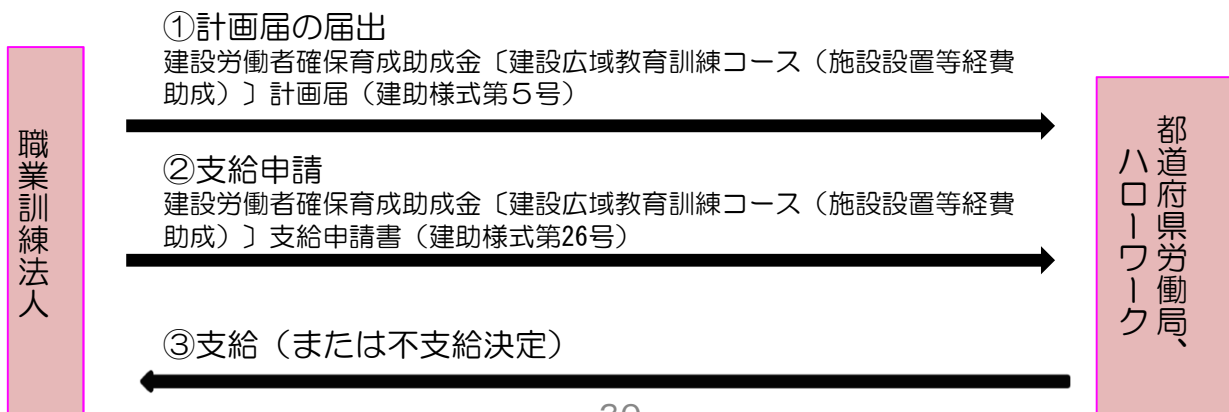 ①計画届の届出
建設労働者確保育成助成金〔建設広域教育訓練コース（施設設置等経費
助成）〕計画届（建助様式第５号）
職業訓練法人
都道府県労働局、
ハローワーク
②支給申請
建設労働者確保育成助成金〔建設広域教育訓練コース（施設設置等経費
助成）〕支給申請書（建助様式第26号）
③支給（または不支給決定）